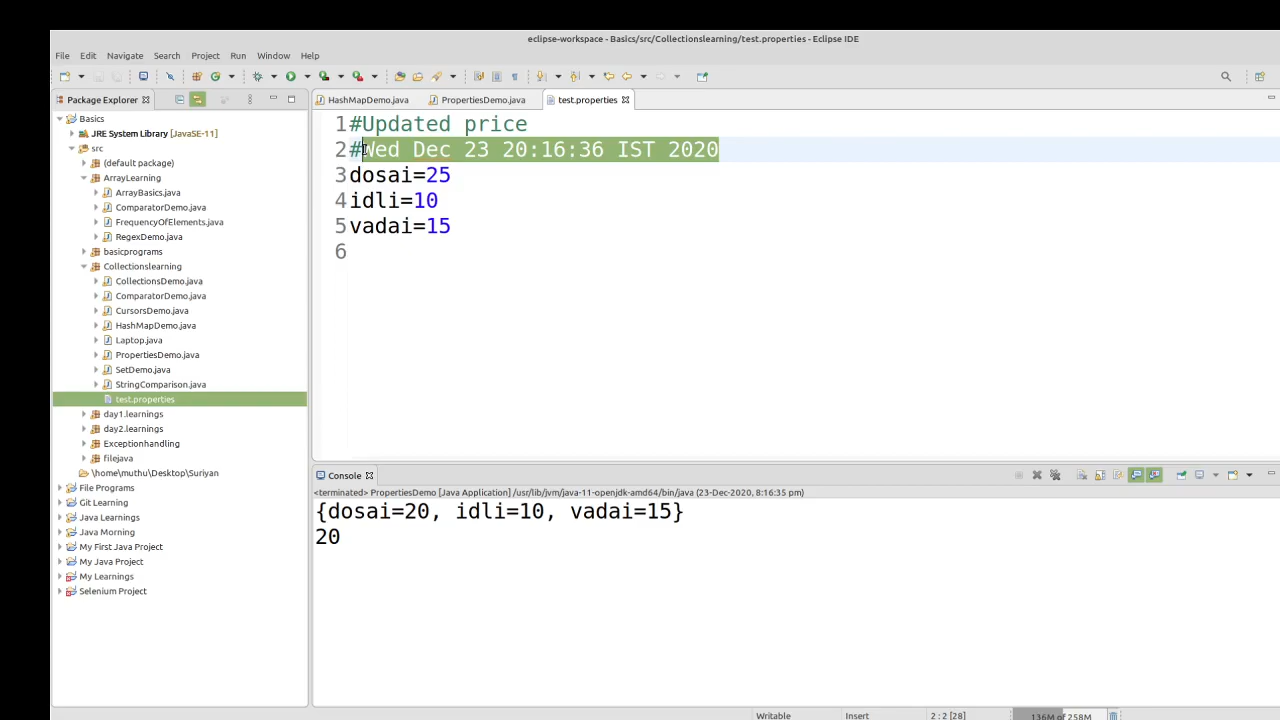 eclipse-workspace - Basics/src/Collectionslearning/test.properties - Eclipse IDE
File Edit Navigate Search Project Run Window Help
Package Explorer
HashMapDemo.java PropertiesDemo.java test.properties
Basics
JRE System Library [JavaSE-11]
src
(default package)
ArrayLearning
ArrayBasics.java
ComparatorDemo.java
FrequencyOfElements.java
RegexDemo.java
basicprograms
Collectionslearning
CollectionsDemo.java
ComparatorDemo.java
CursorsDemo.java
HashMapDemo.java
Laptop.java
PropertiesDemo.java
SetDemo.java
StringComparison.java
test.properties
day1.learnings
day2.learnings
Exceptionhandling
filejava
\home\muthu\Desktop\Suriyan
File Programs
Git Learning
Java Learnings
Java Morning
My First Java Project
My Java Project
My Learnings
Selenium Project
1#Updated price
2#Wed Dec 23 20:16:36 IST 2020
3dosai=25
4idli=10
5vadai=15
6
Console
<terminated> PropertiesDemo [Java Application] /usr/lib/jvm/java-11-openjdk-amd64/bin/java (23-Dec-2020, 8:16:35 pm)
{dosai=20, idli=10, vadai=15}
20
Writable Insert 2 : 2 [28] 136M of 258M